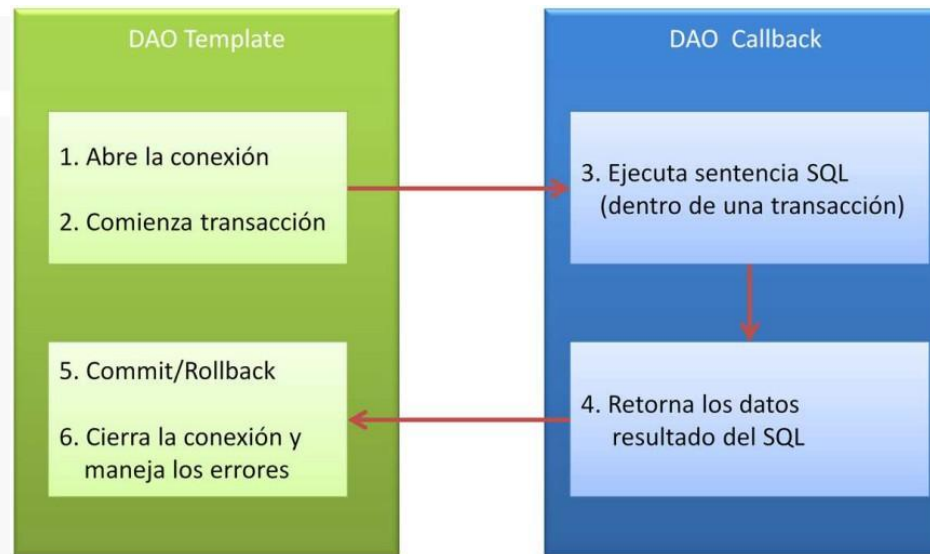 DAO Template
1. Abre la conexión
2. Comienza transacción
DAO Callback
3. Ejecuta sentencia SQL
(dentro de una transacción)
4. Retorna los datos
resultado del SQL
5. Commit/Rollback
6. Cierra la conexión y
maneja los errores